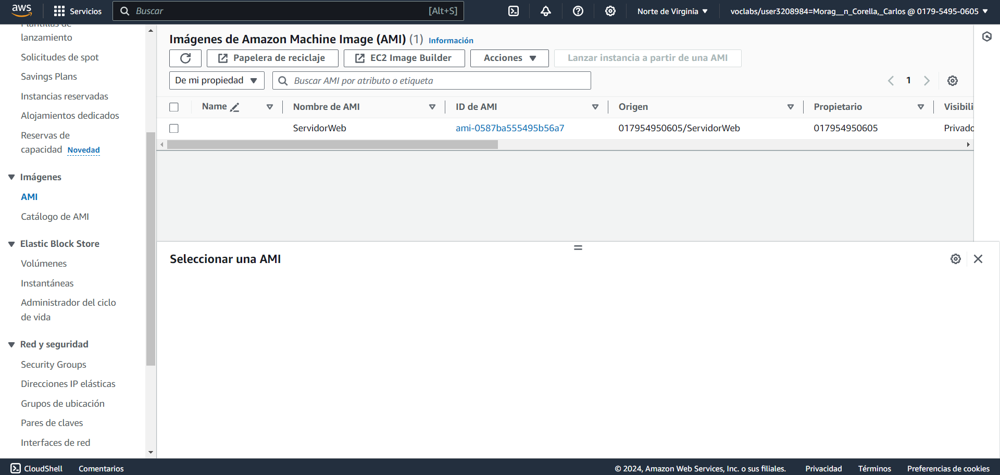 aws
Servicios
Buscar
[Alt+S]
Norte de Virginia
voclabs/user3208984=Morag__n_Corella,_Carlos @ 0179-5495-0605
Plantillas de
lanzamiento
Solicitudes de spot
Savings Plans
Instancias reservadas
Alojamientos dedicados
Reservas de
capacidad Novedad
Imágenes
AMI
Catálogo de AMI
Elastic Block Store
Volúmenes
Instantáneas
Administrador del ciclo
de vida
Red y seguridad
Security Groups
Direcciones IP elásticas
Grupos de ubicación
Pares de claves
Interfaces de red
Imágenes de Amazon Machine Image (AMI) (1) Información
Papelera de reciclaje
EC2 Image Builder
Acciones
Lanzar instancia a partir de una AMI
De mi propiedad
Buscar AMI por atributo o etiqueta
1
Name
Nombre de AMI
ID de AMI
Origen
Propietario
Visibili
ServidorWeb
ami-0587ba555495b56a7
017954950605/ServidorWeb
017954950605
Privado
Seleccionar una AMI
CloudShell
Comentarios
© 2024, Amazon Web Services, Inc. o sus filiales.
Privacidad
Términos
Preferencias de cookies